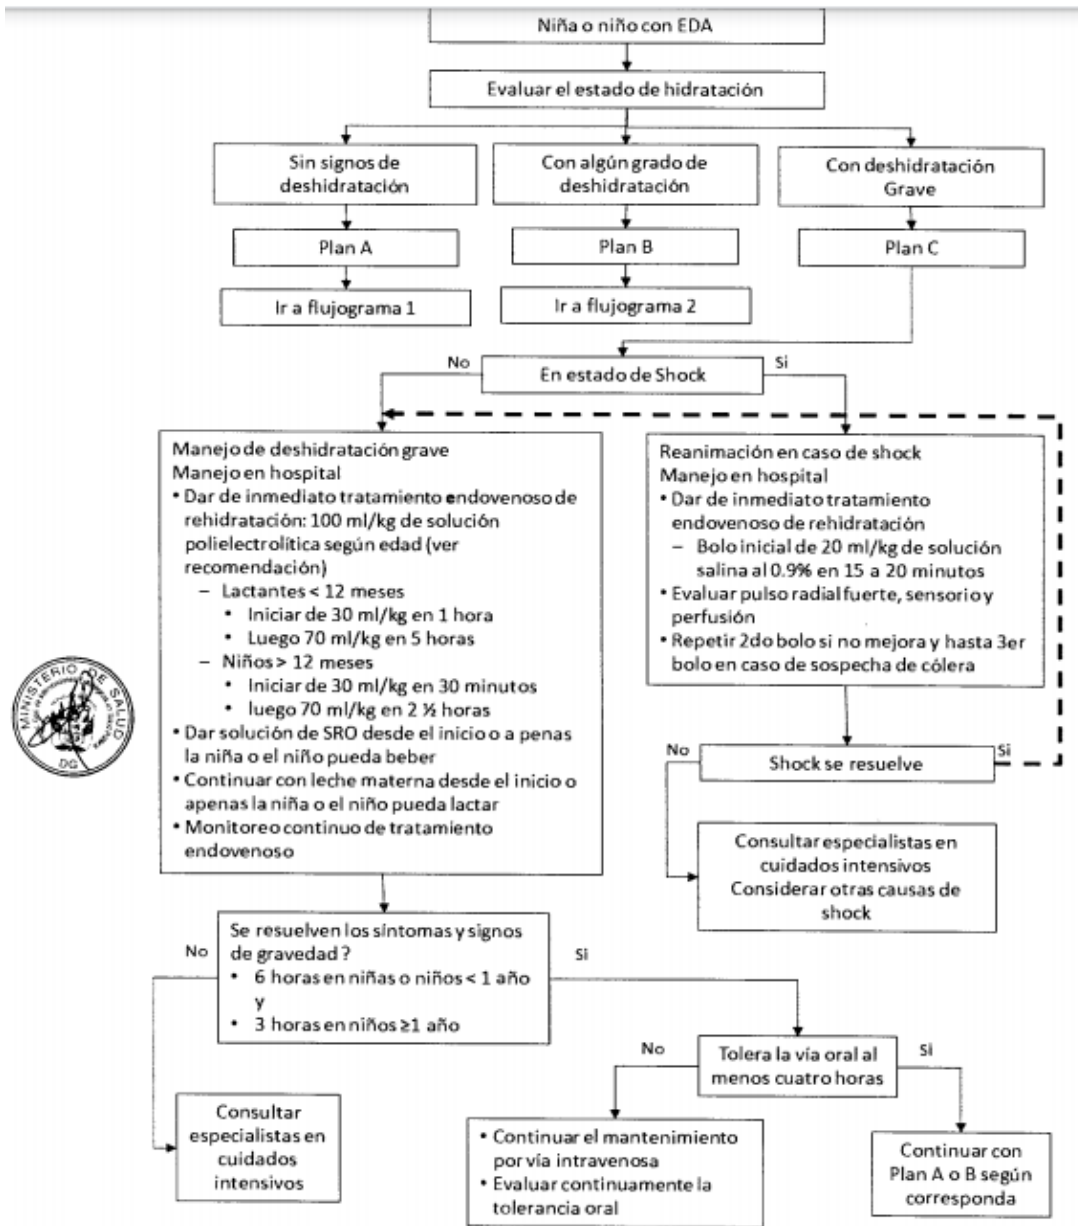 Niña o niño con EDA
Evaluar el estado de hidratación
Sin signos de
deshidratación
Con algún grado de
deshidratación
Con deshidratación
Grave
Plan A
Plan B
Plan C
Ir a flujograma 1
Ir a flujograma 2
No
En estado de Shock
Si
Manejo de deshidratación grave
Manejo en hospital
• Dar de inmediato tratamiento endovenoso de
rehidratación: 100 ml/kg de solución
polielectrolítica según edad (ver
recomendación)
– Lactantes < 12 meses
• Iniciar de 30 ml/kg en 1 hora
• Luego 70 ml/kg en 5 horas
– Niños > 12 meses
• Iniciar de 30 ml/kg en 30 minutos
• luego 70 ml/kg en 2 ½ horas
• Dar solución de SRO desde el inicio o a penas
la niña o el niño pueda beber
• Continuar con leche materna desde el inicio o
apenas la niña o el niño pueda lactar
• Monitoreo continuo de tratamiento
endovenoso
Reanimación en caso de shock
Manejo en hospital
• Dar de inmediato tratamiento
endovenoso de rehidratación
– Bolo inicial de 20 ml/kg de solución
salina al 0.9% en 15 a 20 minutos
• Evaluar pulso radial fuerte, sensorio y
perfusión
• Repetir 2do bolo si no mejora y hasta 3er
bolo en caso de sospecha de cólera
MINISTERIO DE SALUD
DG
No
Shock se resuelve
Si
Consultar especialistas en
cuidados intensivos
Considerar otras causas de
shock
No
Se resuelven los síntomas y signos
de gravedad ?
• 6 horas en niñas o niños < 1 año
y
• 3 horas en niños ≥1 año
Si
No
Tolera la vía oral al
menos cuatro horas
Si
Consultar
especialistas en
cuidados
intensivos
• Continuar el mantenimiento
por vía intravenosa
• Evaluar continuamente la
tolerancia oral
Continuar con
Plan A o B según
corresponda